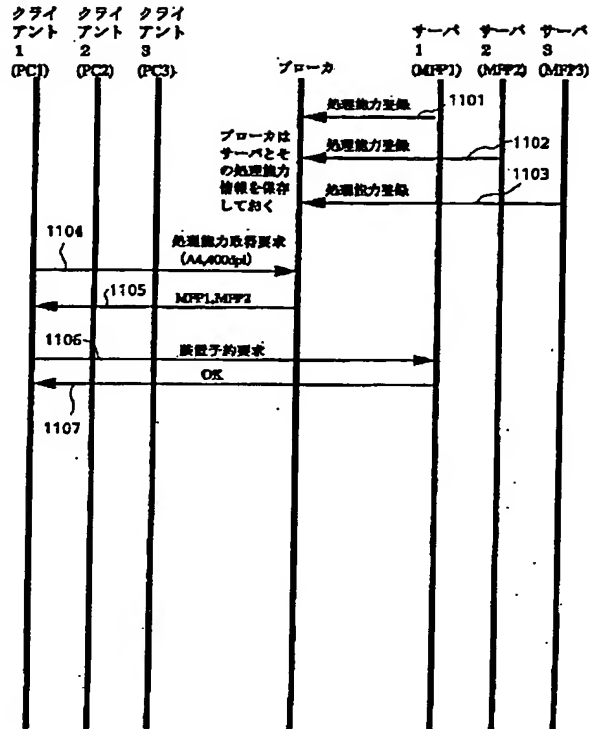 クライアント1(PC1)
クライアント2(PC2)
クライアント3(PC3)
ブローカ
サーバ1(MFP1)
サーバ2(MFP2)
サーバ3(MFP3)
処理能力登録
1101
ブローカは
サーバとそ
の処理能力
情報を保存
しておく
処理能力登録
1102
処理能力登録
1103
1104
処理能力取得要求
(A4,400dpi)
1105
MFP1,MFP2
1106
装置予約要求
OK
1107